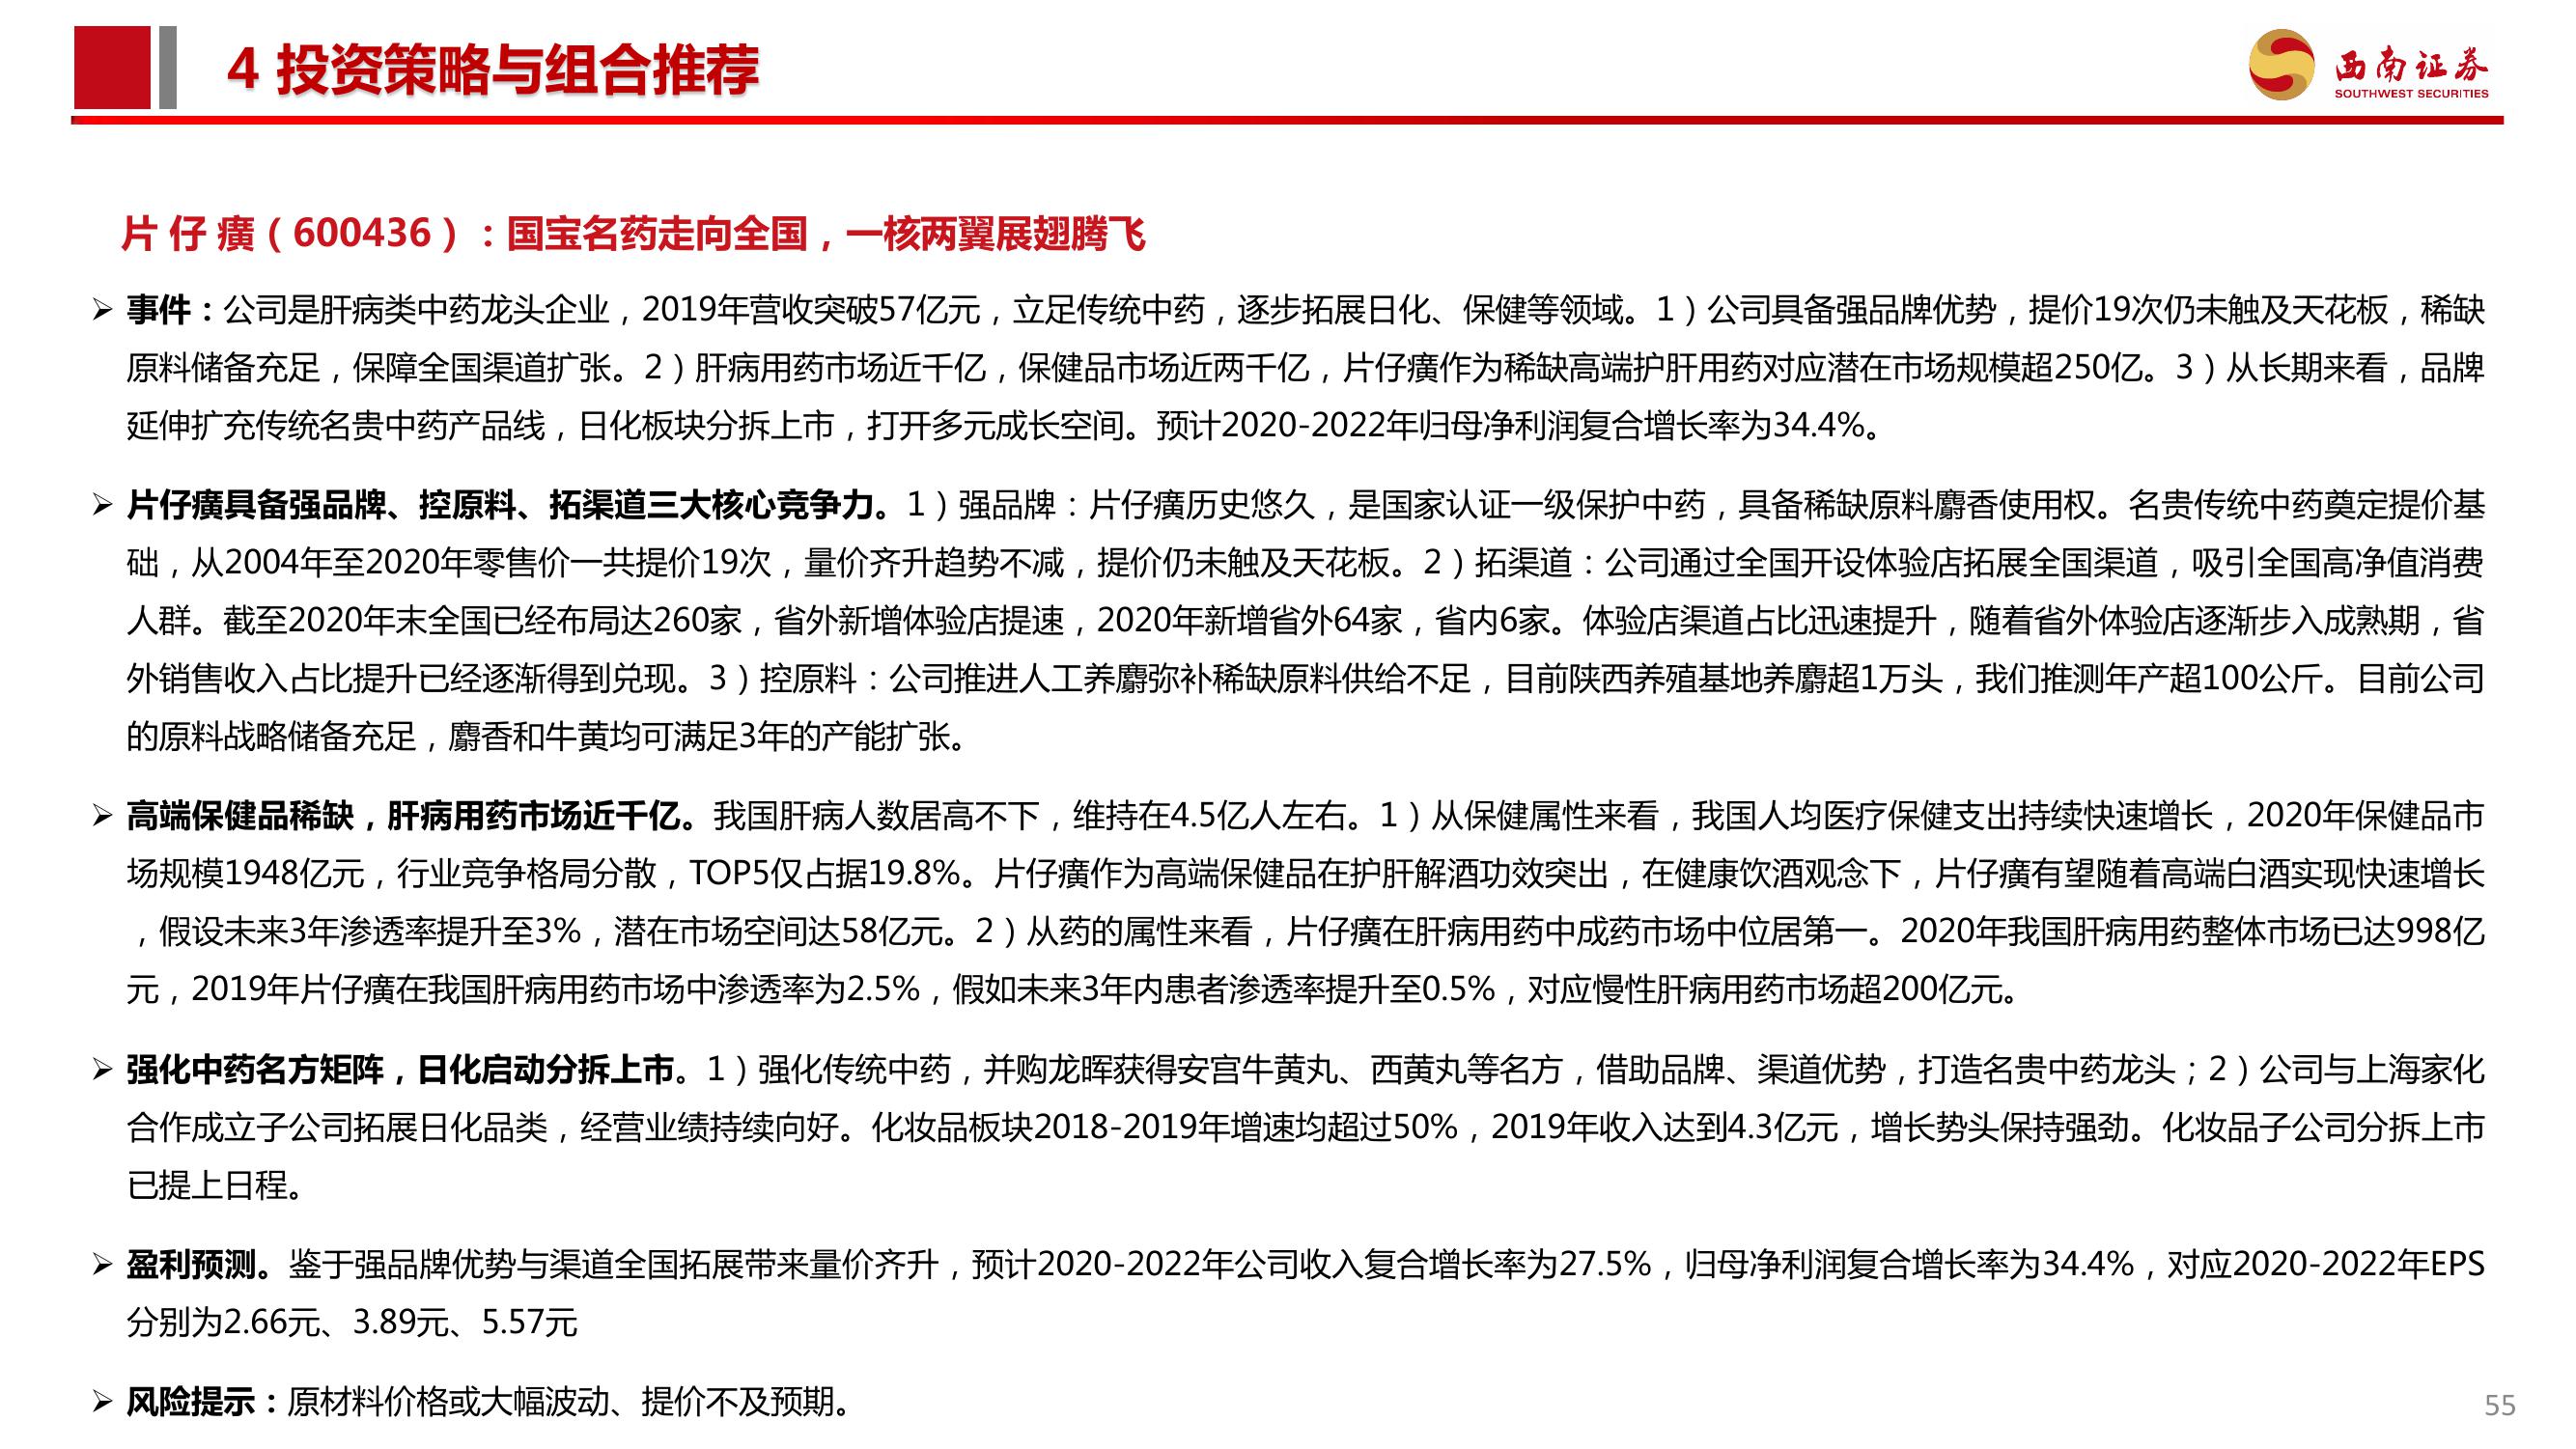 4 投资策略与组合推荐
西南证券
SOUTHWEST SECURITIES
片 仔 癀（600436）：国宝名药走向全国，一核两翼展翅腾飞
➢ 事件：公司是肝病类中药龙头企业，2019年营收突破57亿元，立足传统中药，逐步拓展日化、保健等领域。1）公司具备强品牌优势，提价19次仍未触及天花板，稀缺
原料储备充足，保障全国渠道扩张。2）肝病用药市场近千亿，保健品市场近两千亿，片仔癀作为稀缺高端护肝用药对应潜在市场规模超250亿。3）从长期来看，品牌
延伸扩充传统名贵中药产品线，日化板块分拆上市，打开多元成长空间。预计2020-2022年归母净利润复合增长率为34.4%。
➢ 片仔癀具备强品牌、控原料、拓渠道三大核心竞争力。1）强品牌：片仔癀历史悠久，是国家认证一级保护中药，具备稀缺原料麝香使用权。名贵传统中药奠定提价基
础，从2004年至2020年零售价一共提价19次，量价齐升趋势不减，提价仍未触及天花板。2）拓渠道：公司通过全国开设体验店拓展全国渠道，吸引全国高净值消费
人群。截至2020年末全国已经布局达260家，省外新增体验店提速，2020年新增省外64家，省内6家。体验店渠道占比迅速提升，随着省外体验店逐渐步入成熟期，省
外销售收入占比提升已经逐渐得到兑现。3）控原料：公司推进人工养麝弥补稀缺原料供给不足，目前陕西养殖基地养麝超1万头，我们推测年产超100公斤。目前公司
的原料战略储备充足，麝香和牛黄均可满足3年的产能扩张。
➢ 高端保健品稀缺，肝病用药市场近千亿。我国肝病人数居高不下，维持在4.5亿人左右。1）从保健属性来看，我国人均医疗保健支出持续快速增长，2020年保健品市
场规模1948亿元，行业竞争格局分散，TOP5仅占据19.8%。片仔癀作为高端保健品在护肝解酒功效突出，在健康饮酒观念下，片仔癀有望随着高端白酒实现快速增长
，假设未来3年渗透率提升至3%，潜在市场空间达58亿元。2）从药的属性来看，片仔癀在肝病用药中成药市场中位居第一。2020年我国肝病用药整体市场已达998亿
元，2019年片仔癀在我国肝病用药市场中渗透率为2.5%，假如未来3年内患者渗透率提升至0.5%，对应慢性肝病用药市场超200亿元。
➢ 强化中药名方矩阵，日化启动分拆上市。1）强化传统中药，并购龙晖获得安宫牛黄丸、西黄丸等名方，借助品牌、渠道优势，打造名贵中药龙头；2）公司与上海家化
合作成立子公司拓展日化品类，经营业绩持续向好。化妆品板块2018-2019年增速均超过50%，2019年收入达到4.3亿元，增长势头保持强劲。化妆品子公司分拆上市
已提上日程。
➢ 盈利预测。鉴于强品牌优势与渠道全国拓展带来量价齐升，预计2020-2022年公司收入复合增长率为27.5%，归母净利润复合增长率为34.4%，对应2020-2022年EPS
分别为2.66元、3.89元、5.57元
➢ 风险提示：原材料价格或大幅波动、提价不及预期。
55